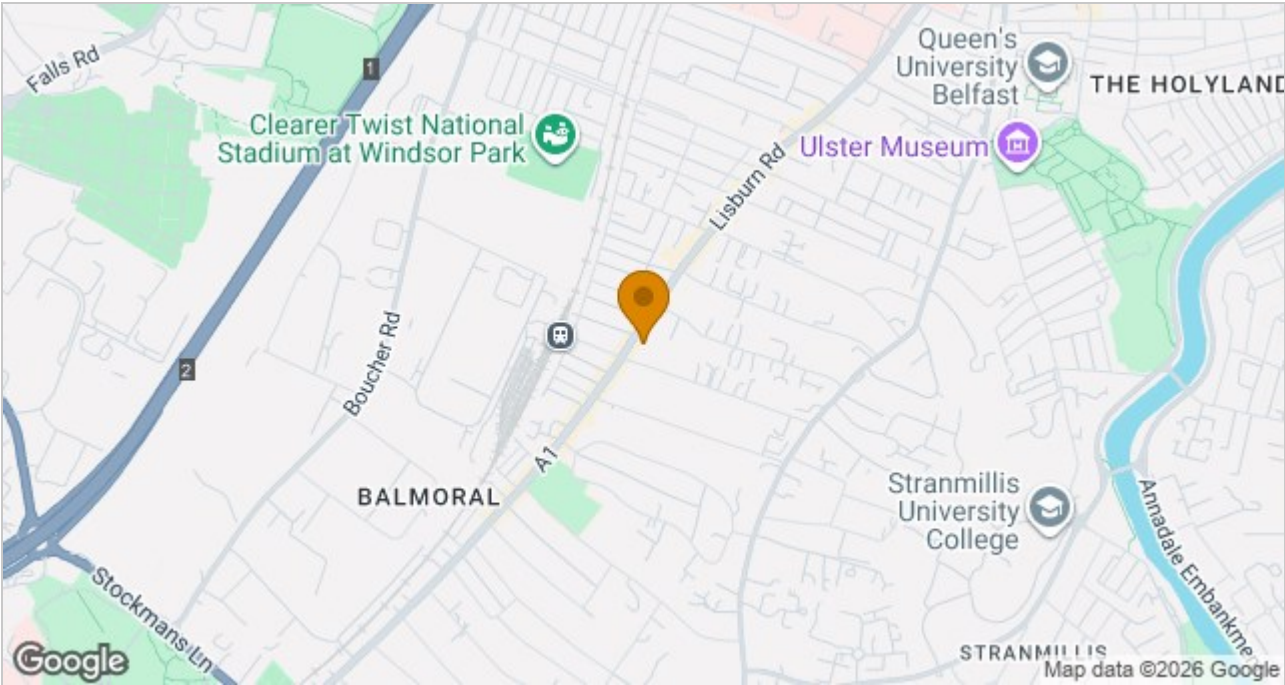 Falls Rd
1
Clearer Twist National
Stadium at Windsor Park
Queen's
University
Belfast
THE HOLYLAND
Ulster Museum
Lisburn Rd
Boucher Rd
2
A1
BALMORAL
Stranmillis
University
College
Annadale Embankme
Stockmans Ln
STRANMILLIS
Google
Map data ©2026 Google